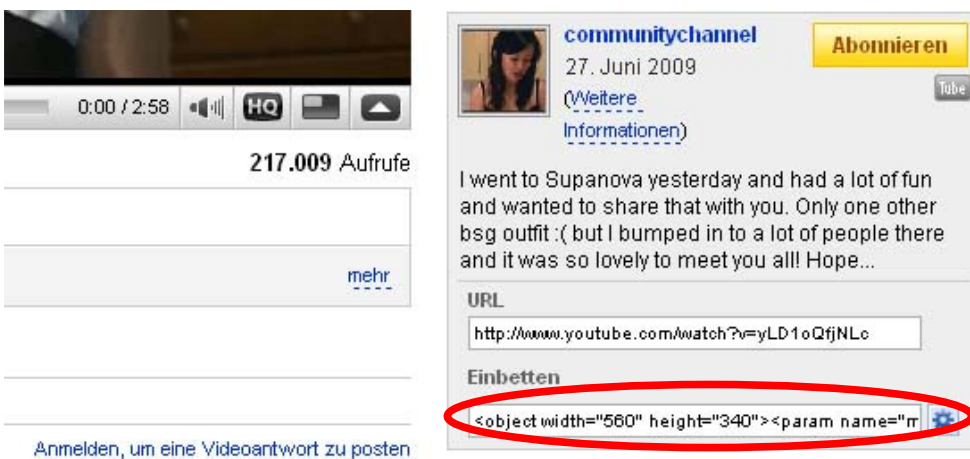 0:00 / 2:58 HQ
217.009 Aufrufe
mehr
Anmelden, um eine Videoantwort zu posten
communitychannel
27. Juni 2009
(Weitere
Informationen)
Abonnieren
Tube
I went to Supanova yesterday and had a lot of fun
and wanted to share that with you. Only one other
bsg outfit :( but I bumped in to a lot of people there
and it was so lovely to meet you all! Hope...
URL
http://www.youtube.com/watch?v=yLD1oQfjNLc
Einbetten
<object width="560" height="340"><param name="m